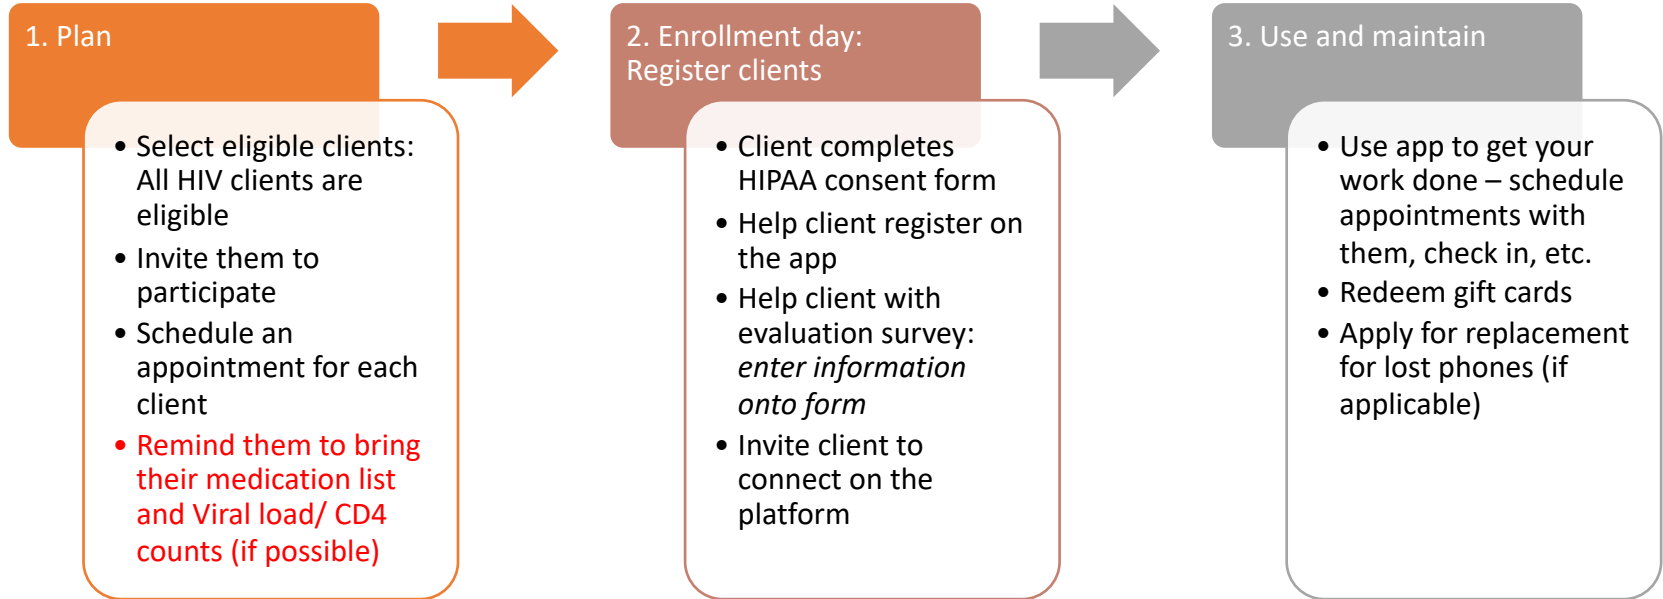 1. Plan
• Select eligible clients:
All HIV clients are
eligible
• Invite them to
participate
• Schedule an
appointment for each
client
• Remind them to bring
their medication list
and Viral load/ CD4
counts (if possible)
2. Enrollment day:
Register clients
• Client completes
HIPAA consent form
• Help client register on
the app
• Help client with
evaluation survey:
enter information
onto form
• Invite client to
connect on the
platform
3. Use and maintain
• Use app to get your
work done – schedule
appointments with
them, check in, etc.
• Redeem gift cards
• Apply for replacement
for lost phones (if
applicable)